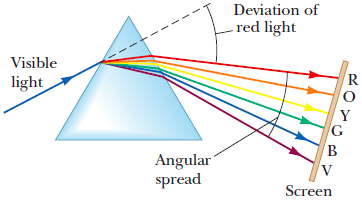 Deviation of
red light
Visible
light
R
O
Y
G
B
V
Angular
spread
Screen